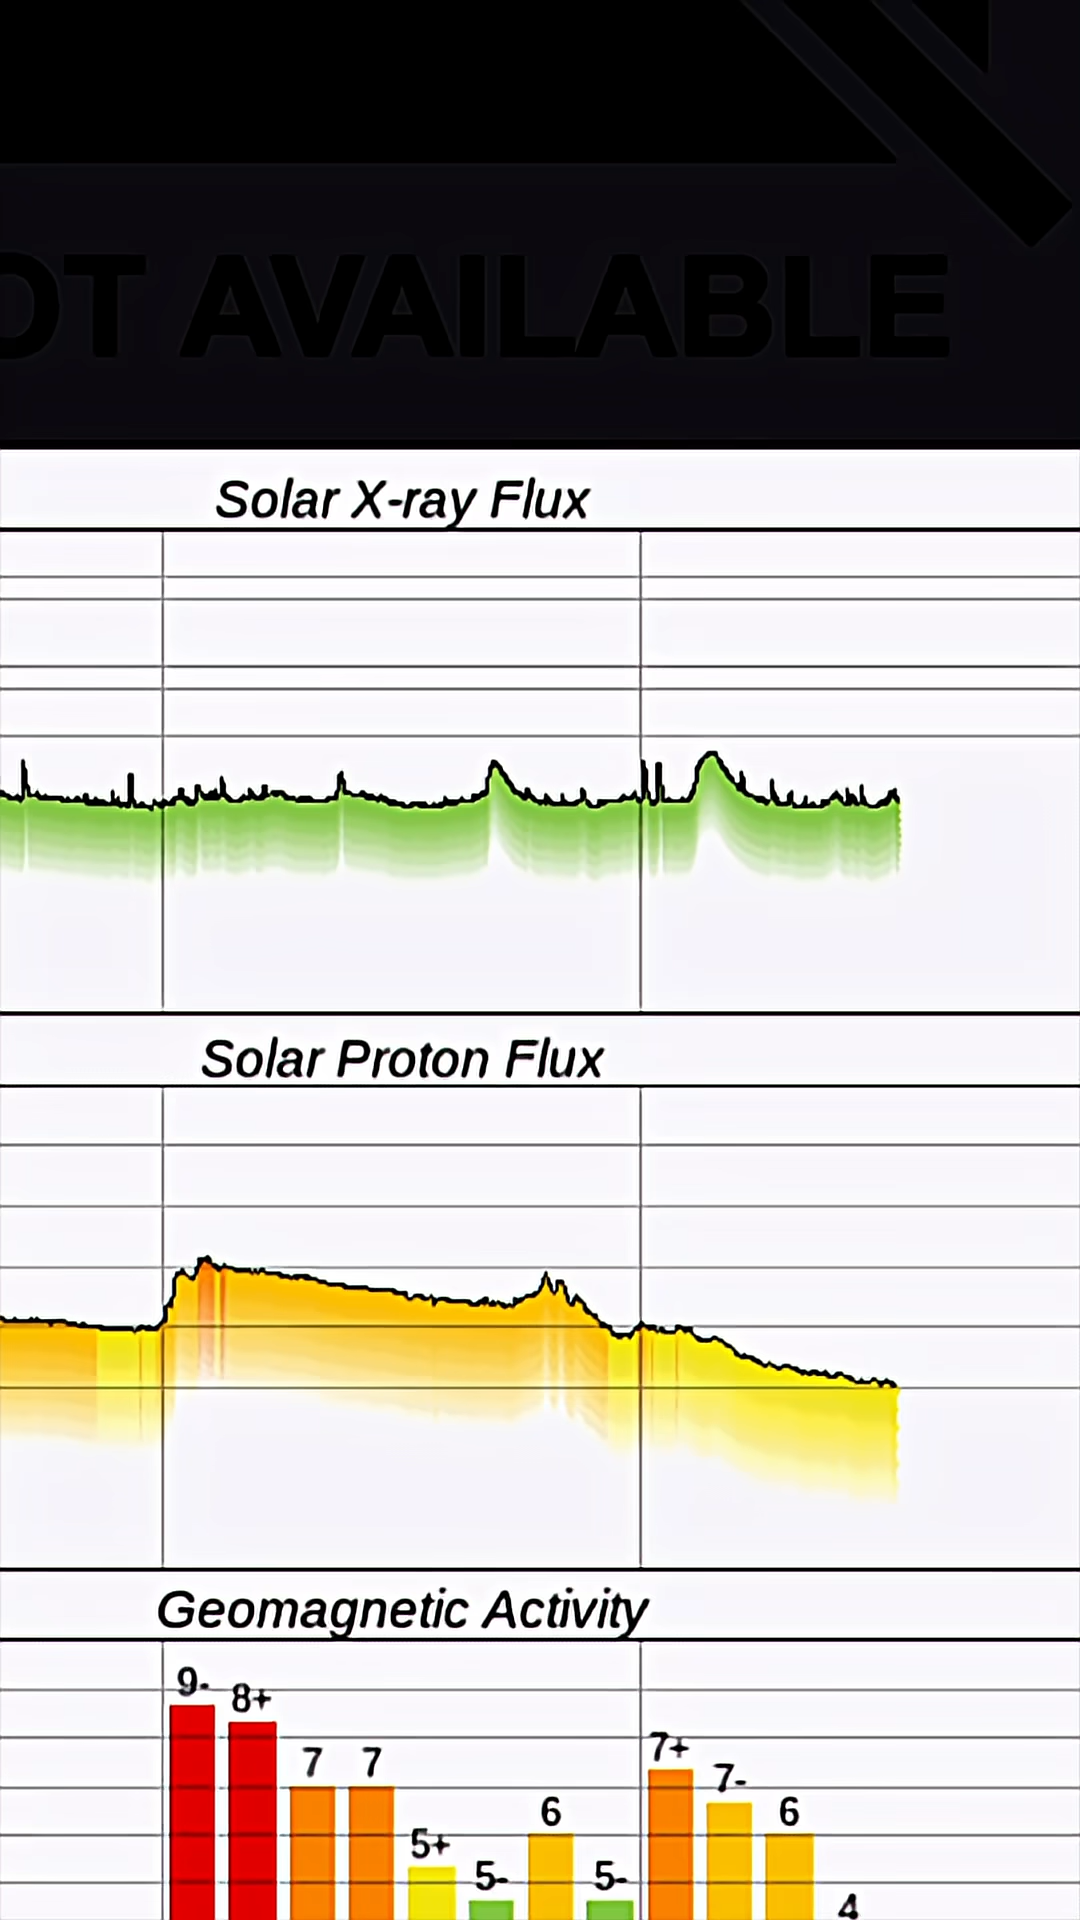 OT AVAILABLE
Solar X-ray Flux
Solar Proton Flux
Geomagnetic Activity
9- 8+ 7 7 5+ 5- 6 5- 7+ 7- 6 4